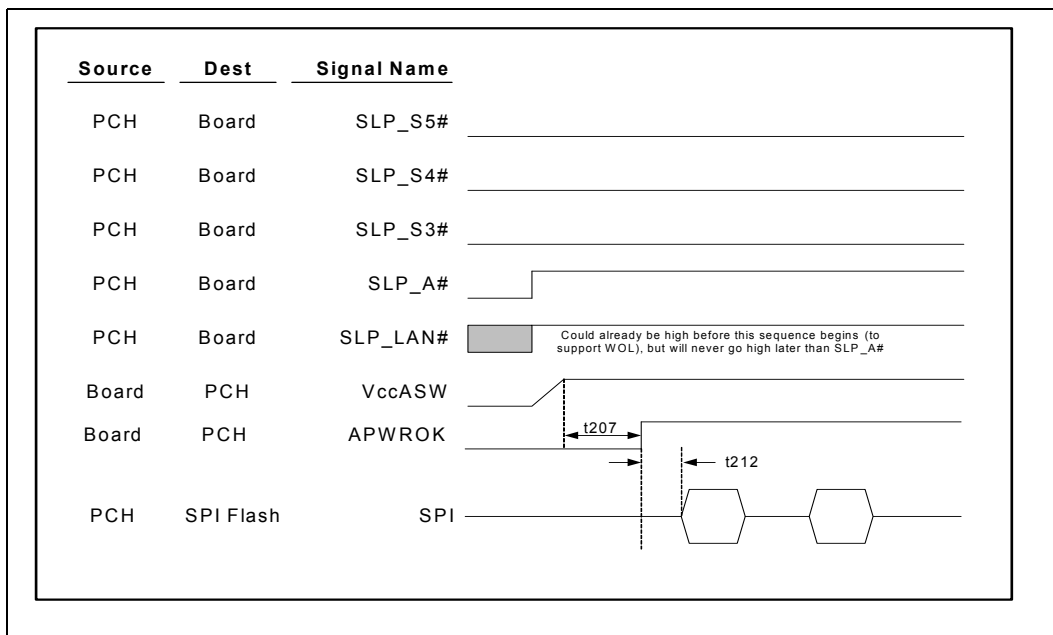 Source Dest Signal Name
PCH Board SLP_S5#
PCH Board SLP_S4#
PCH Board SLP_S3#
PCH Board SLP_A#
PCH Board SLP_LAN#
Could already be high before this sequence begins (to
support WOL), but will never go high later than SLP_A#
Board PCH VccASW
Board PCH APWROK
t207
t212
PCH SPI Flash SPI